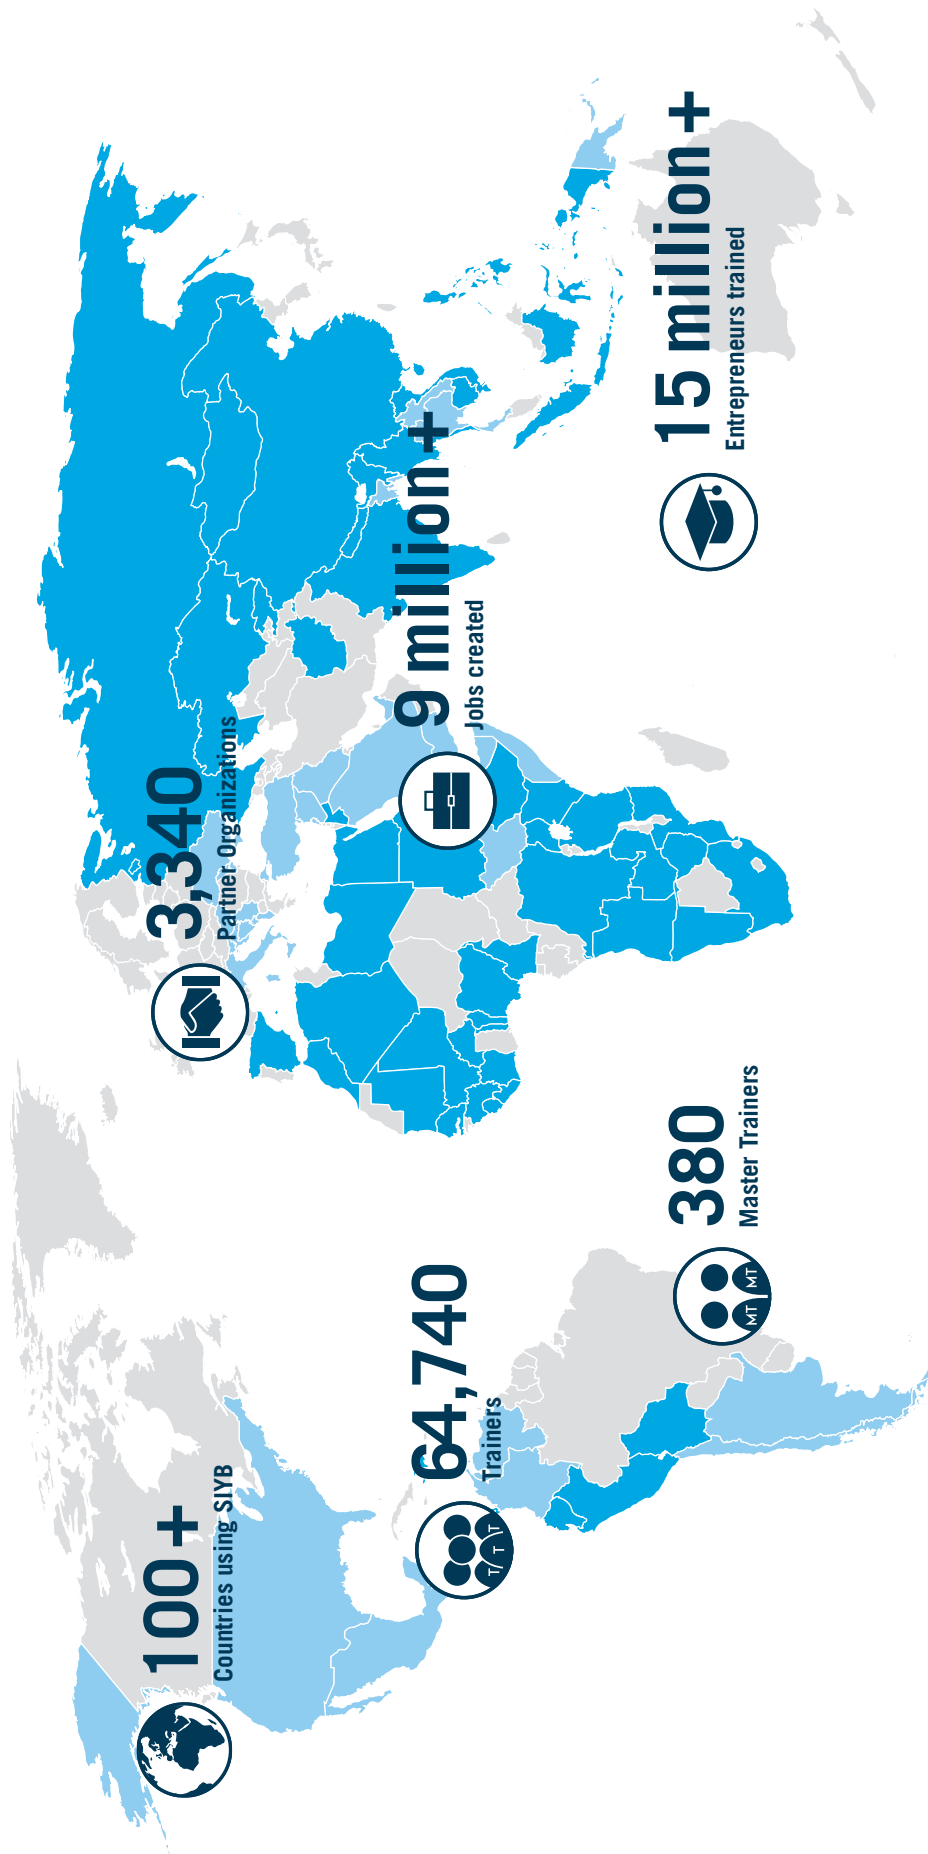 100+
Countries using SIYB
3,340
Partner Organizations
64,740
Trainers
T T T
9 million+
Jobs created
380
Master Trainers
MT MT
15 million+
Entrepreneurs trained